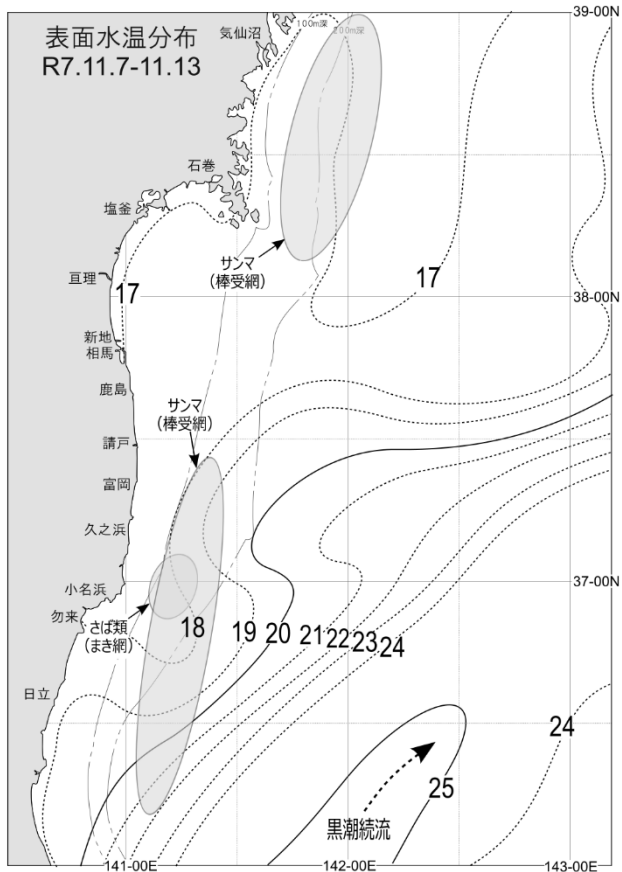 表面水温分布
R7.11.7-11.13
39-00N
100m深
200m深
気仙沼
石巻
塩釜
サンマ
(棒受網)
亘理
17
17
38-00N
新地
相馬
鹿島
サンマ
(棒受網)
請戸
富岡
久之浜
小名浜
37-00N
勿来
さば類
(まき網)
18
19
20
21
22
23
24
日立
24
25
黒潮続流
141-00E
142-00E
143-00E